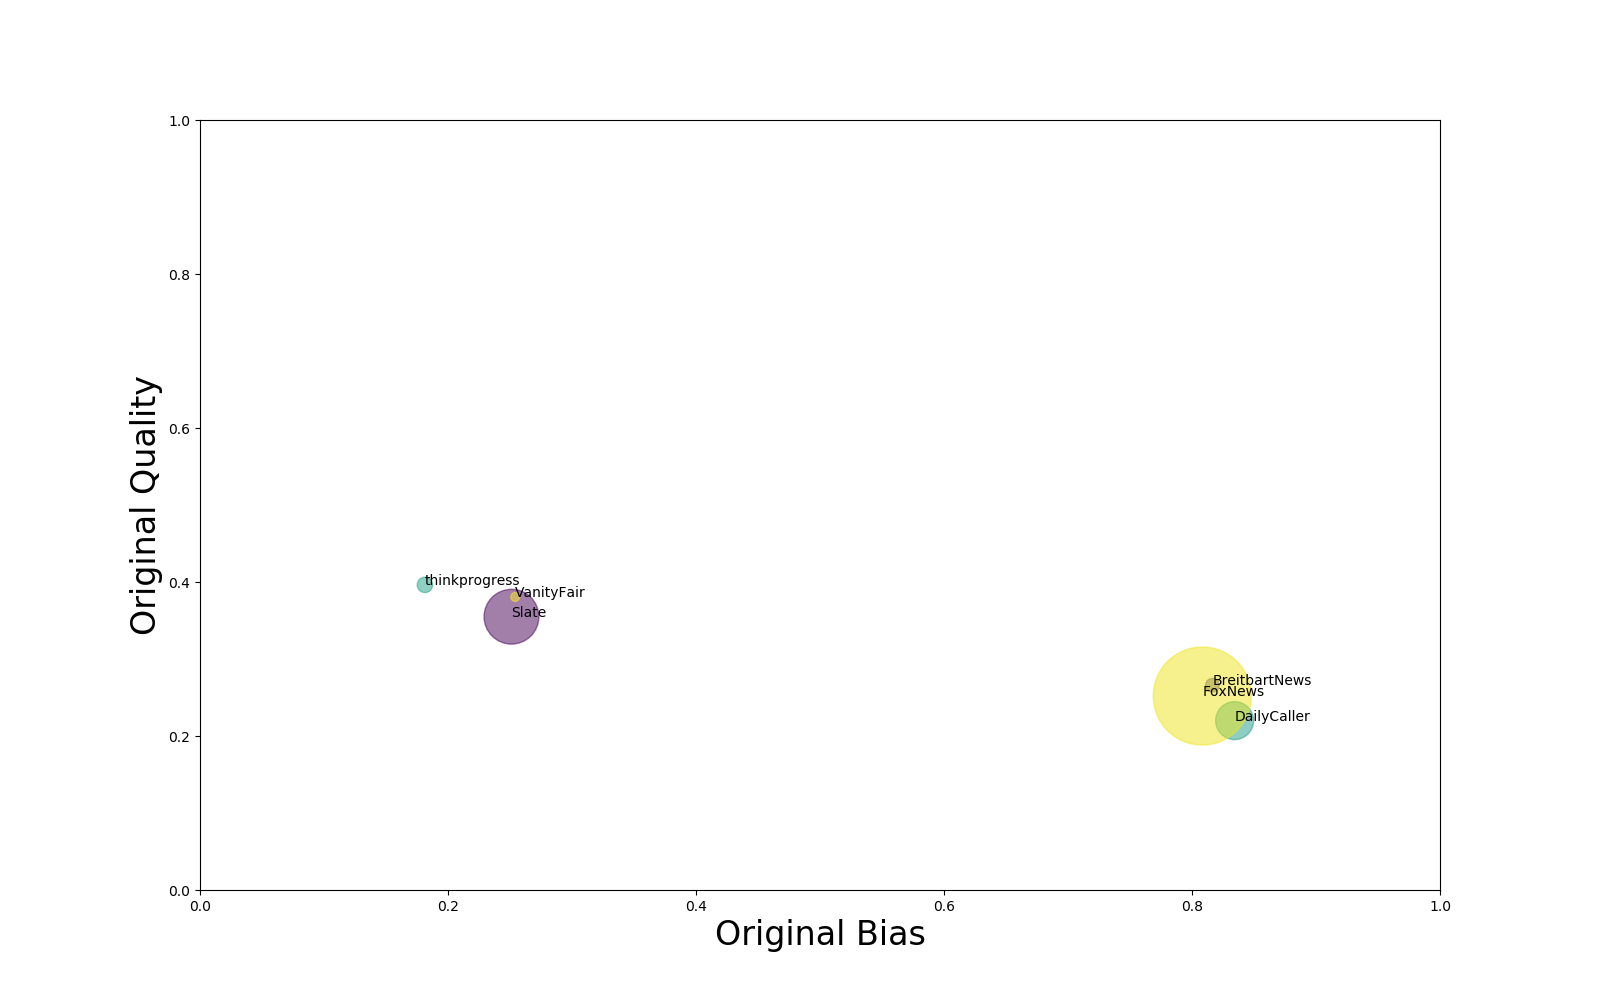 1.0
0.8
0.6
0.4
0.2
0.0
Original Quality
thinkprogress
VanityFair
Slate
BreitbartNews
FoxNews
DailyCaller
0.0 0.2 0.4 0.6 0.8 1.0
Original Bias